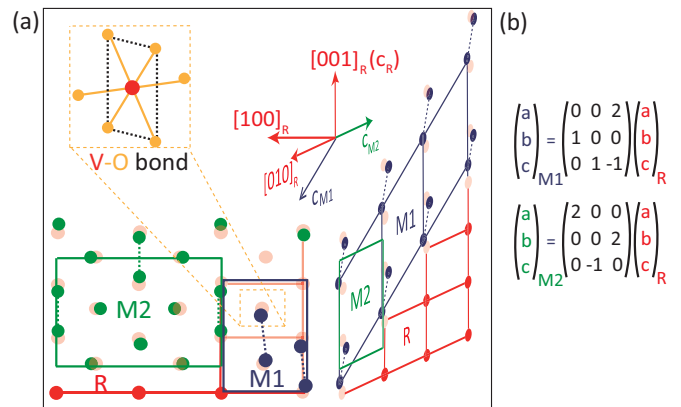 (a)
(b)
[001]R(cR)
[100]R
cM2
[010]R
cM1
V-O bond
M1
M2
R
M2
M1
R
a
b
c
M1
=
0 0 2
1 0 0
0 1 -1
a
b
c
R
a
b
c
M2
=
2 0 0
0 0 2
0 -1 0
a
b
c
R